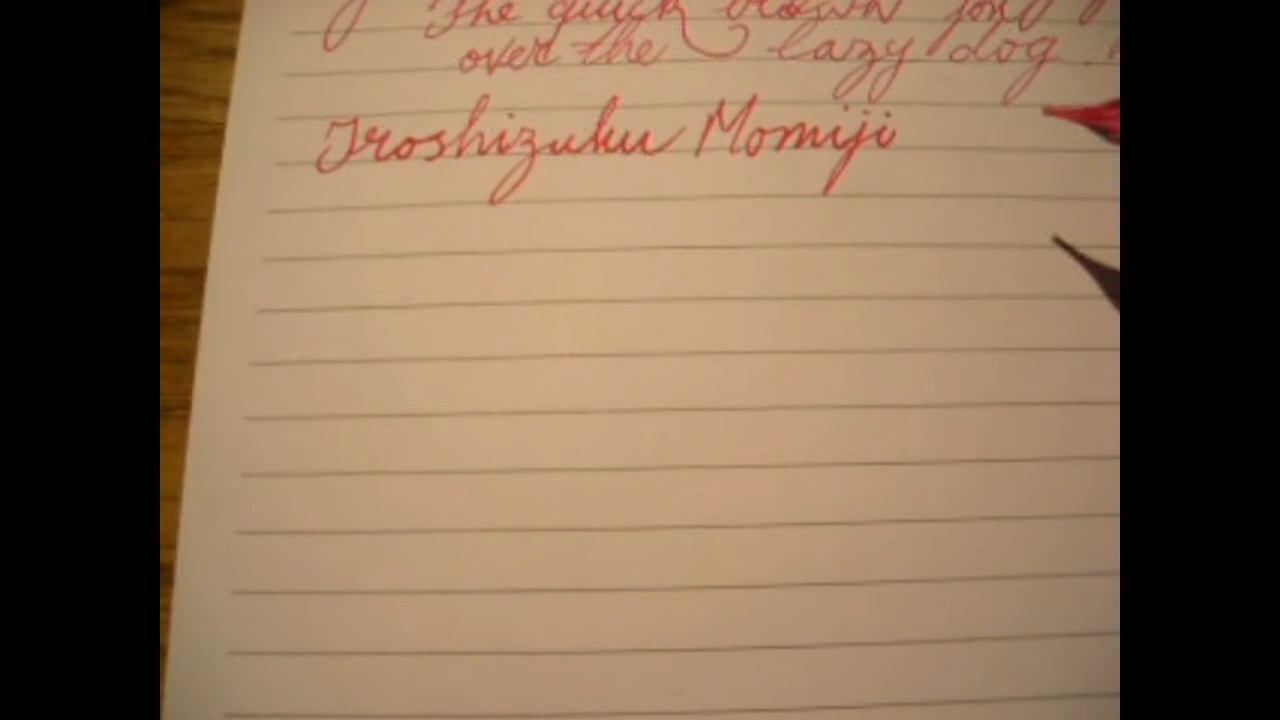 The quick brown fox
over the lazy dog
Iroshizuku Momiji